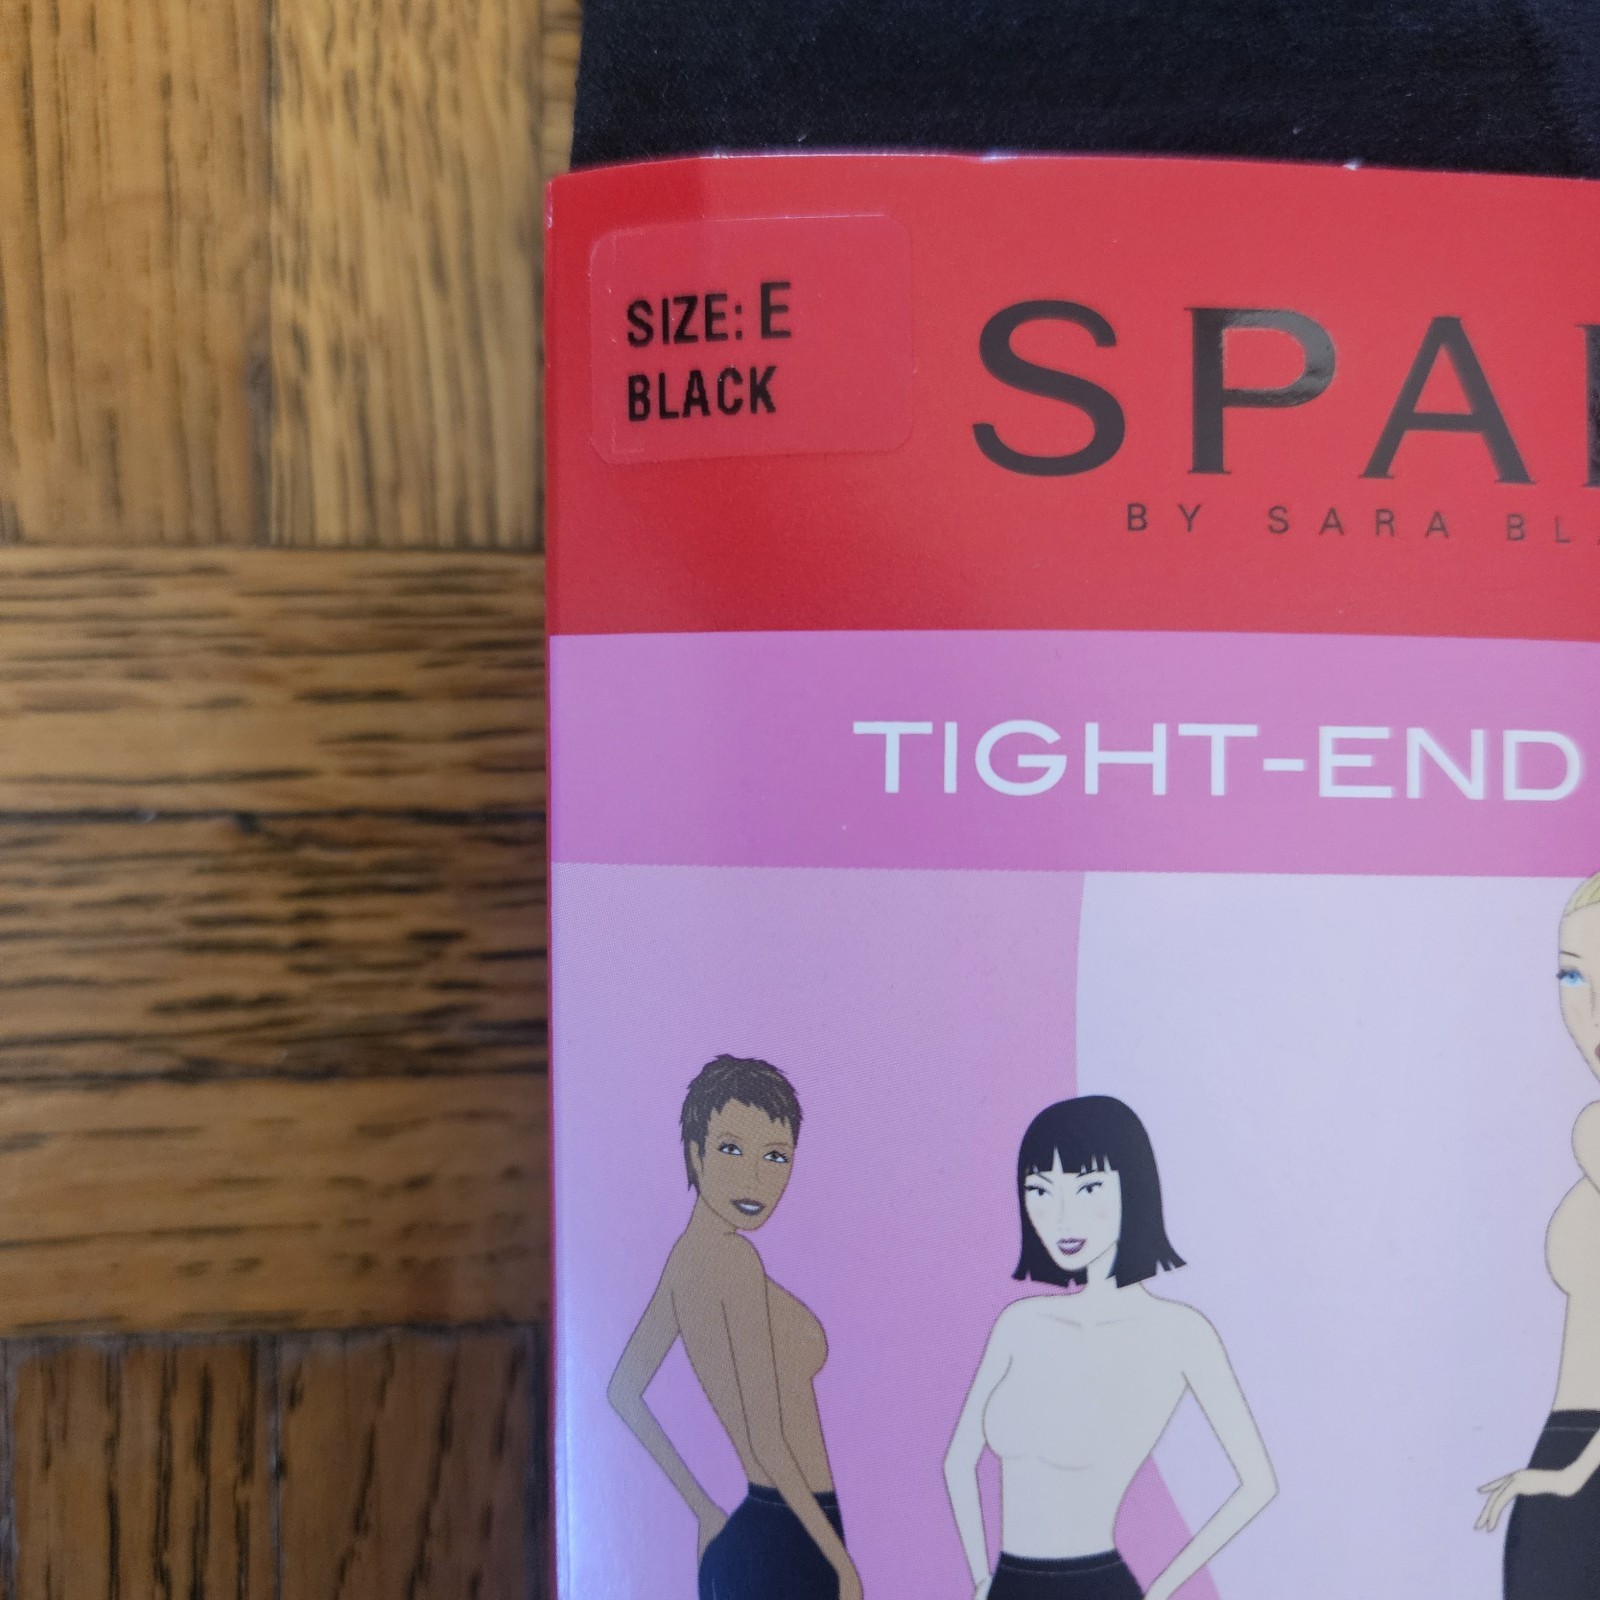 SIZE: E
BLACK
SPA
BY SARA BL
TIGHT-END